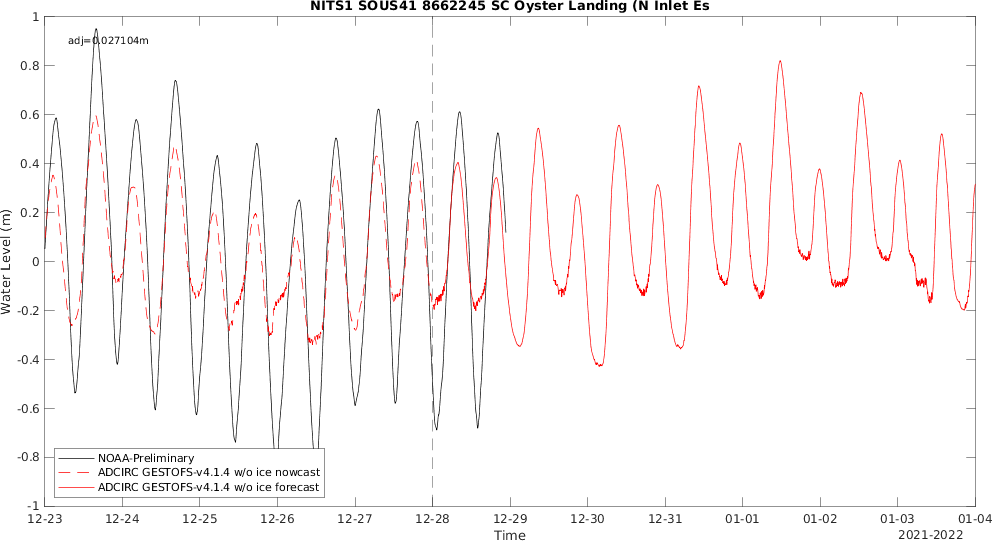 NITS1 SOUS41 8662245 SC Oyster Landing (N Inlet Es
adj=0.027104m
1
0.8
0.6
0.4
0.2
0
-0.2
-0.4
-0.6
-0.8
-1
Water Level (m)
NOAA-Preliminary
ADCIRC GESTOFS-v4.1.4 w/o ice nowcast
ADCIRC GESTOFS-v4.1.4 w/o ice forecast
12-23 12-24 12-25 12-26 12-27 12-28 12-29 12-30 12-31 01-01 01-02 01-03 01-04
Time
2021-2022